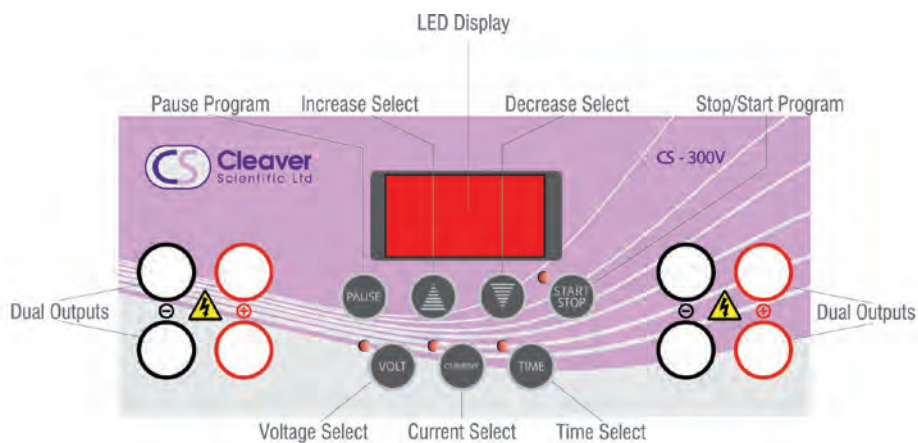 LED Display
Pause Program
Increase Select
Decrease Select
Stop/Start Program
CS
Cleaver
Scientific Ltd
CS - 300V
PAUSE
START
STOP
Dual Outputs
Dual Outputs
VOLT
CURRENT
TIME
Voltage Select
Current Select
Time Select